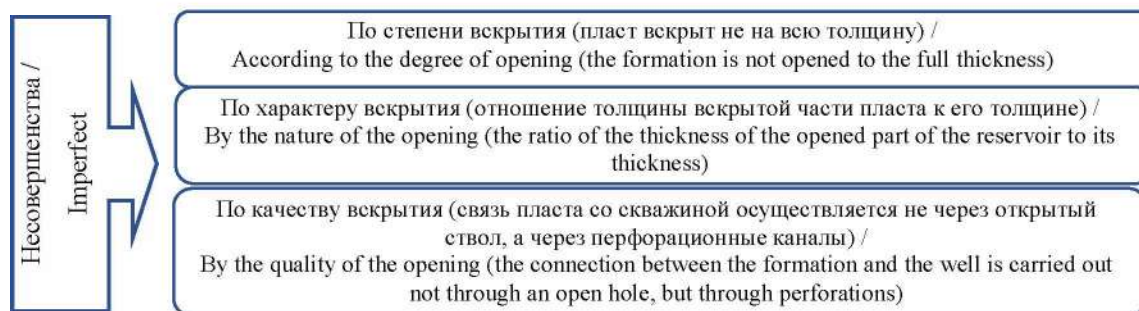 Несовершенства /
Imperfect
По степени вскрытия (пласт вскрыт не на всю толщину) /
According to the degree of opening (the formation is not opened to the full thickness)
По характеру вскрытия (отношение толщины вскрытой части пласта к его толщине) /
By the nature of the opening (the ratio of the thickness of the opened part of the reservoir to its
thickness)
По качеству вскрытия (связь пласта со скважиной осуществляется не через открытый
ствол, а через перфорационные каналы) /
By the quality of the opening (the connection between the formation and the well is carried out
not through an open hole, but through perforations)